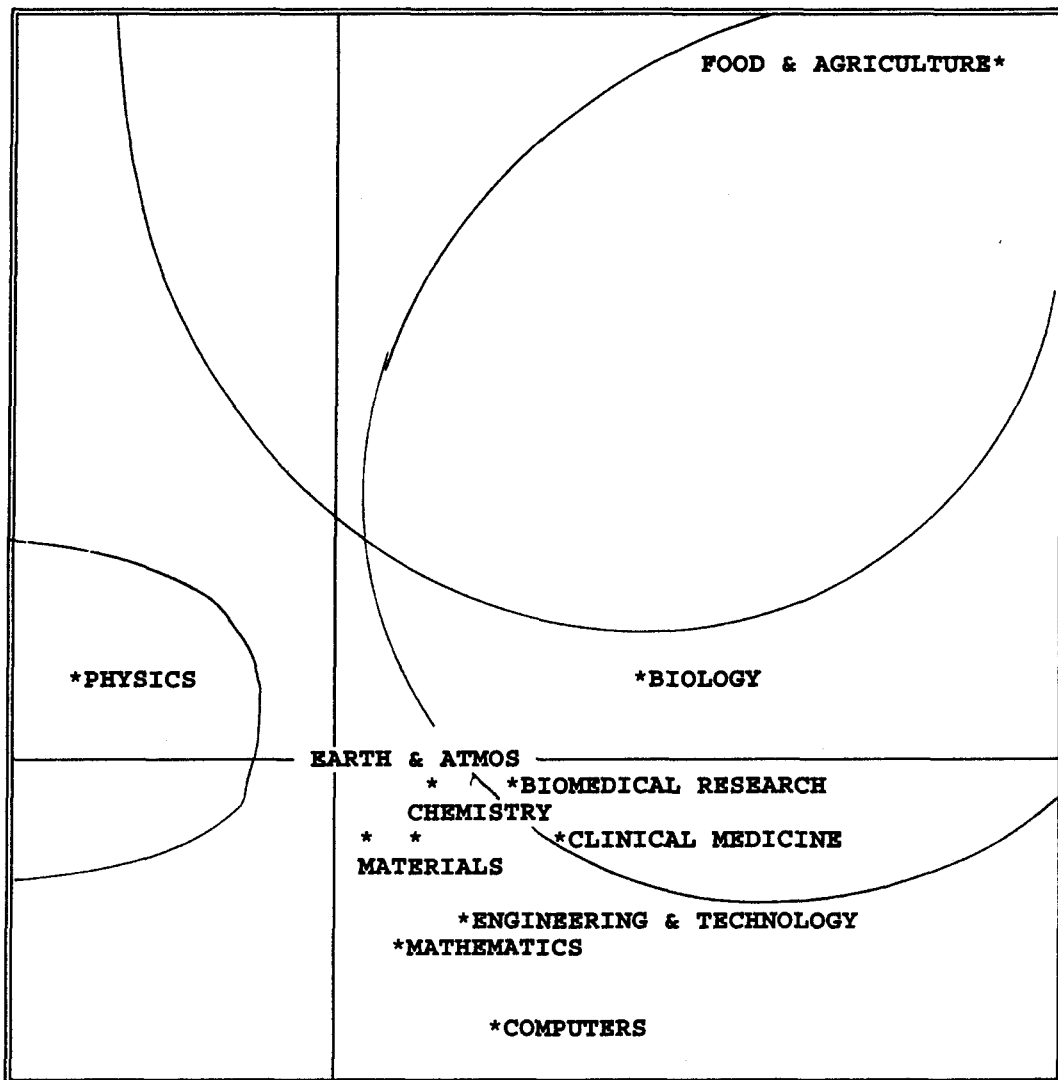 FOOD & AGRICULTURE*
*PHYSICS
*BIOLOGY
EARTH & ATMOS
* *BIOMEDICAL RESEARCH
CHEMISTRY
* * *CLINICAL MEDICINE
MATERIALS
*ENGINEERING & TECHNOLOGY
*MATHEMATICS
*COMPUTERS